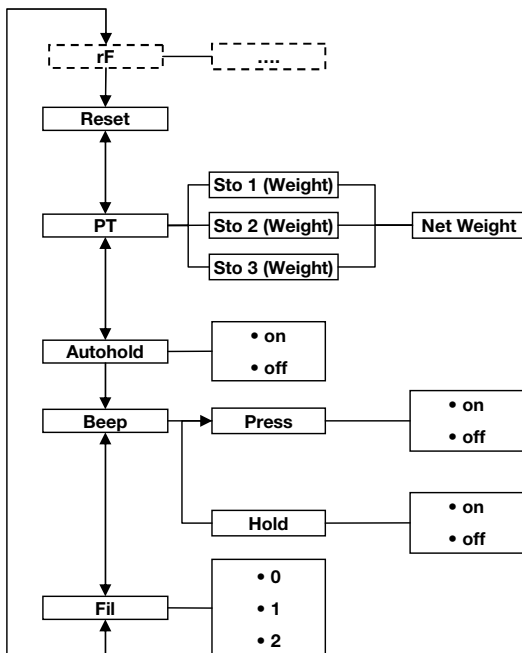 rF
....
Reset
Sto 1 (Weight)
PT
Sto 2 (Weight)
Net Weight
Sto 3 (Weight)
Autohold
• on
• off
Beep
Press
• on
• off
Hold
• on
• off
Fil
• 0
• 1
• 2